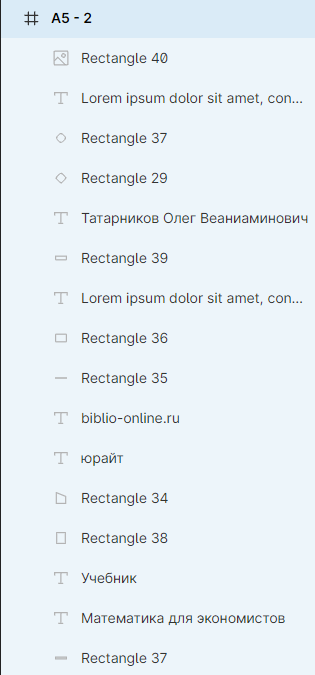 A5 - 2
Rectangle 40
Lorem ipsum dolor sit amet, con...
Rectangle 37
Rectangle 29
Татарников Олег Веаниаминович
Rectangle 39
Lorem ipsum dolor sit amet, con...
Rectangle 36
Rectangle 35
biblio-online.ru
юрайт
Rectangle 34
Rectangle 38
Учебник
Математика для экономистов
Rectangle 37